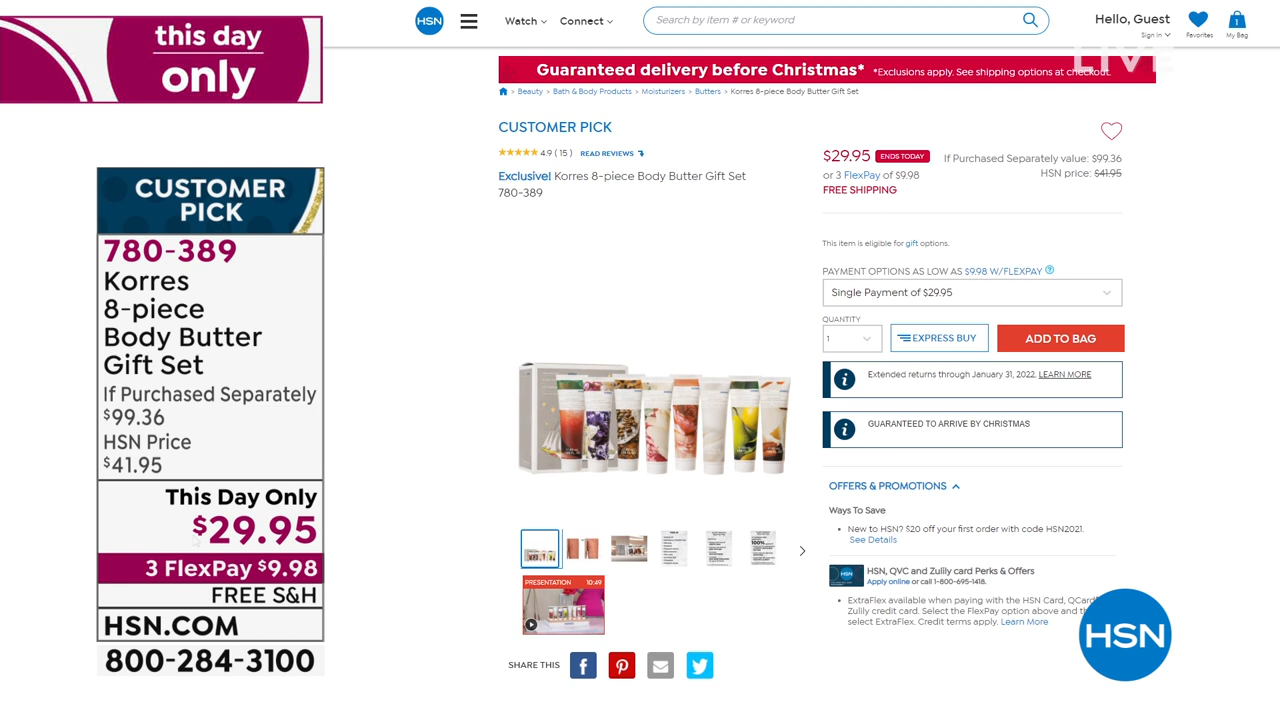 this day
only
CUSTOMER
PICK
780-389
Korres
8-piece
Body Butter
Gift Set
If Purchased Separately
$99.36
HSN Price
$41.95
This Day Only
$29.95
3 FlexPay $9.98
FREE S&H
HSN.COM
800-284-3100
HSN
Watch
Connect
Search by item # or keyword
Hello, Guest
Sign In
Favorites
1
My Bag
LIVE
Guaranteed delivery before Christmas* *Exclusions apply. See shipping options at checkout.
> Beauty > Bath & Body Products > Moisturizers > Butters > Korres 8-piece Body Butter Gift Set
CUSTOMER PICK
4.9 ( 15 ) READ REVIEWS
Exclusive! Korres 8-piece Body Butter Gift Set
780-389
$29.95 ENDS TODAY
If Purchased Separately value: $99.36
or 3 FlexPay of $9.98
HSN price: $41.95
FREE SHIPPING
This item is eligible for gift options.
PAYMENT OPTIONS AS LOW AS $9.98 W/FLEXPAY ?
Single Payment of $29.95
QUANTITY
1
EXPRESS BUY
ADD TO BAG
Extended returns through January 31, 2022. LEARN MORE
GUARANTEED TO ARRIVE BY CHRISTMAS
OFFERS & PROMOTIONS
Ways To Save
• New to HSN? $20 off your first order with code HSN2021.
See Details
HSN, QVC and Zulily card Perks & Offers
Apply online or call 1-800-695-1418.
• ExtraFlex available when paying with the HSN Card, QCard
Zulily credit card. Select the FlexPay option above and th
select ExtraFlex. Credit terms apply. Learn More
PRESENTATION 10:49
SHARE THIS
HSN